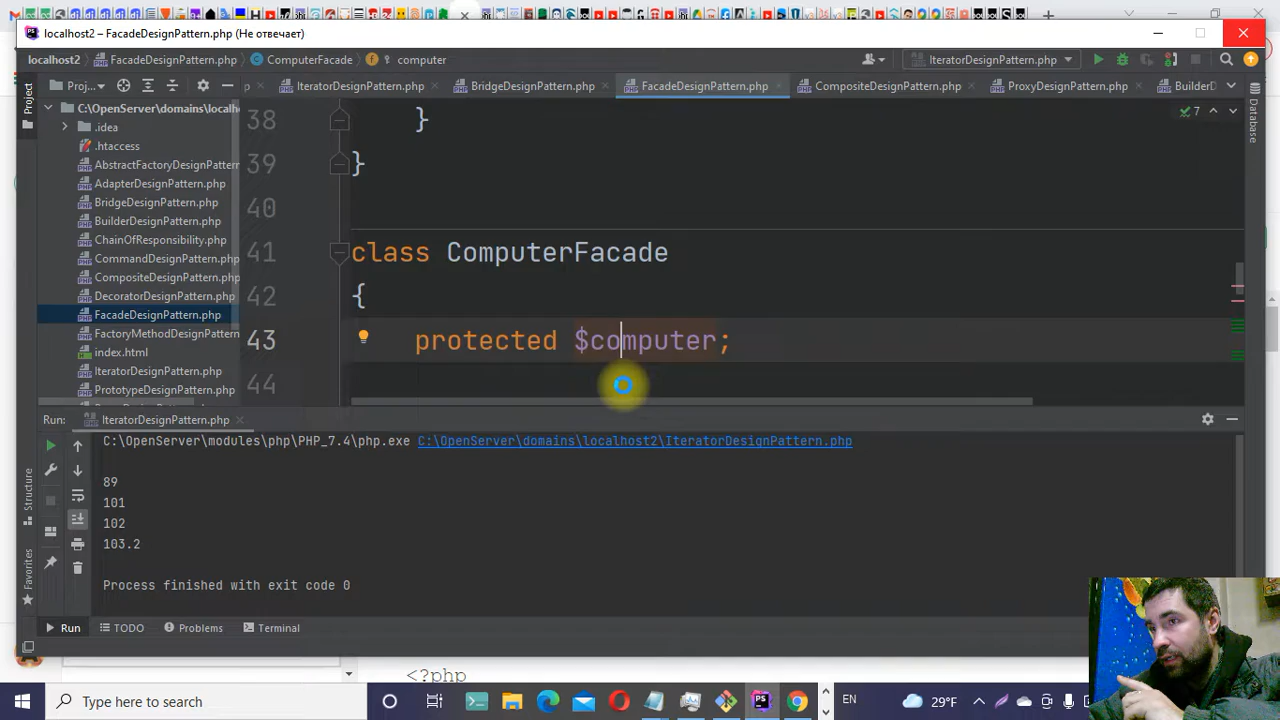 localhost2 – FacadeDesignPattern.php (Не отвечает)
localhost2 FacadeDesignPattern.php ComputerFacade computer IteratorDesignPattern.php
Project Proj... p IteratorDesignPattern.php BridgeDesignPattern.php FacadeDesignPattern.php CompositeDesignPattern.php ProxyDesignPattern.php BuilderD
Database
C:\OpenServer\domains\localh
.idea
.htaccess
AbstractFactoryDesignPattern
AdapterDesignPattern.php
BridgeDesignPattern.php
BuilderDesignPattern.php
ChainOfResponsibility.php
CommandDesignPattern.php
CompositeDesignPattern.php
DecoratorDesignPattern.php
FacadeDesignPattern.php
FactoryMethodDesignPattern
index.html
IteratorDesignPattern.php
PrototypeDesignPattern.php
7
38 }
39 }
40
41 class ComputerFacade
42 {
43 protected $computer;
44
Run: IteratorDesignPattern.php
C:\OpenServer\modules\php\PHP_7.4\php.exe C:\OpenServer\domains\localhost2\IteratorDesignPattern.php
89
101
102
103.2
Process finished with exit code 0
Structure
Favorites
Run TODO Problems Terminal
<?php
Type here to search
29°F EN